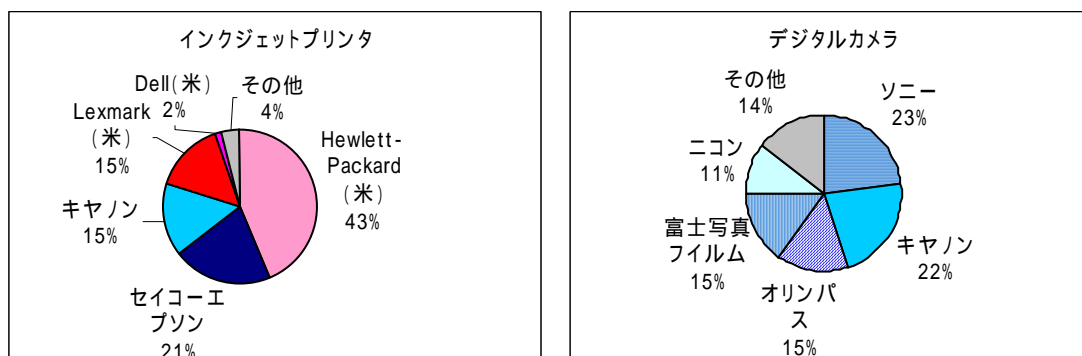 インクジェットプリンタ
Dell(米)
2%
その他
4%
Lexmark
(米)
15%
Hewlett-
Packard
(米)
43%
キヤノン
15%
セイコーエ
プソン
21%
デジタルカメラ
その他
14%
ソニー
23%
ニコン
11%
富士写真
フイルム
15%
キヤノン
22%
オリンパ
ス
15%